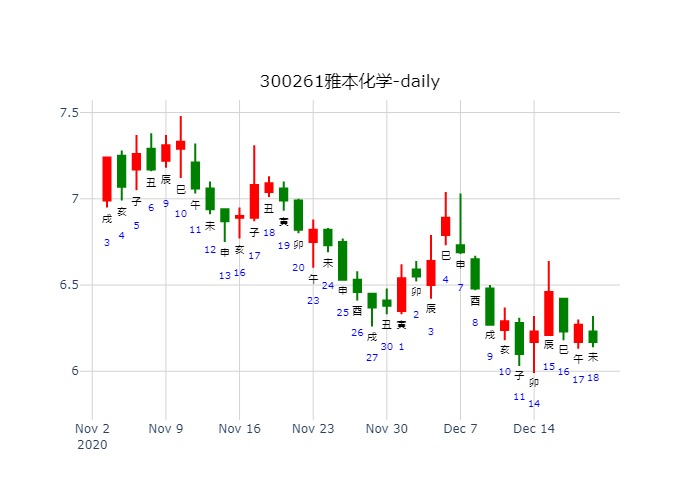 300261雅本化学-daily
7.5
7
6.5
6
戌 亥 子 丑 辰 巳 午 未 申 亥 子 丑 寅 卯 午 未 申 酉 戌 丑 寅 卯 辰 巳 申 酉 戌 亥 子 卯 辰 巳 午 未
3 4 5 6 9 10 11 12 13 16 17 18 19 20 23 24 25 26 27 30 1 2 3 4 7 8 9 10 11 14 15 16 17 18
Nov 2 Nov 9 Nov 16 Nov 23 Nov 30 Dec 7 Dec 14
2020